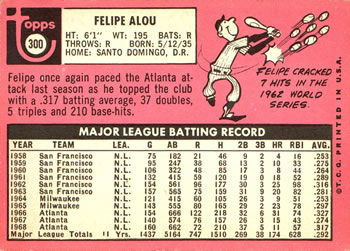 Topps
300
FELIPE ALOU
HT: 6'1" WT: 195 BATS: R
THROWS: R BORN: 5/12/35
HOME: SANTO DOMINGO, D.R.
Felipe once again paced the Atlanta at-
tack last season as he topped the club
with a .317 batting average, 37 doubles,
5 triples and 210 base-hits.
FELIPE CRACKED
7 HITS IN THE
1962 WORLD
SERIES.
MAJOR LEAGUE BATTING RECORD
YEAR TEAM LEA. G AB R H 2B 3B HR RBI AVG.
1958 San Francisco N.L. 75 182 21 46 9 2 4 16 .253
1959 San Francisco N.L. 95 247 38 68 13 2 10 33 .275
1960 San Francisco N.L. 106 322 48 85 17 3 8 44 .264
1961 San Francisco N.L. 132 415 59 120 19 0 18 52 .289
1962 San Francisco N.L. 154 561 96 177 30 3 25 98 .316
1963 San Francisco N.L. 157 565 75 159 31 9 20 82 .281
1964 Milwaukee N.L. 121 415 60 105 26 3 9 51 .253
1965 Milwaukee N.L. 143 555 80 165 29 2 23 78 .297
1966 Atlanta N.L. 154 666 122 218 32 6 31 74 .327
1967 Atlanta N.L. 140 574 76 157 26 3 15 43 .274
1968 Atlanta N.L. 160 662 72 210 37 5 11 57 .317
Major League Totals 11 Yrs. 1437 5164 747 1510 269 38 174 628 .292
© T.C.G. PRINTED IN U.S.A.